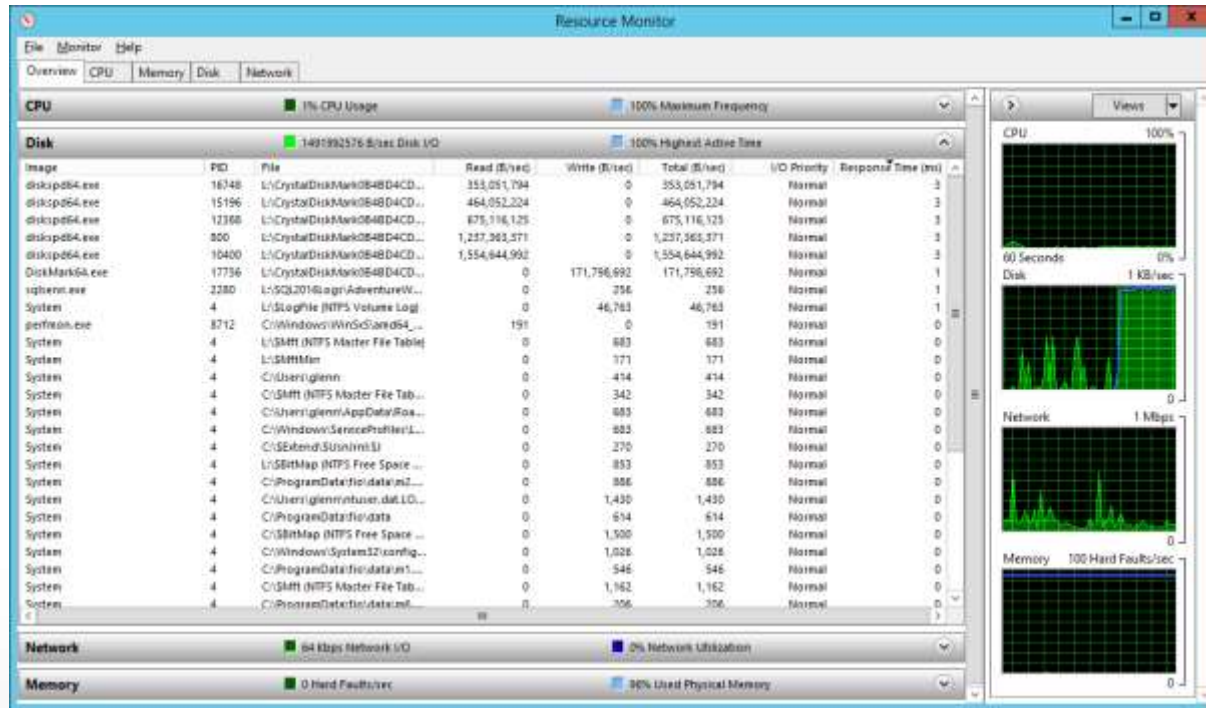 Resource Monitor
File Monitor Help
Overview CPU Memory Disk Network
CPU 1% CPU Usage 100% Maximum Frequency
Disk 1491992576 B/sec Disk I/O 100% Highest Active Time
Image PID File Read (B/sec) Write (B/sec) Total (B/sec) I/O Priority Response Time (ms)
diskspd64.exe 16748 L:\CrystalDiskMark0B4BD4CD... 353,051,794 0 353,051,794 Normal 3
diskspd64.exe 15196 L:\CrystalDiskMark0B4BD4CD... 464,052,224 0 464,052,224 Normal 3
diskspd64.exe 12368 L:\CrystalDiskMark0B4BD4CD... 675,116,125 0 675,116,125 Normal 3
diskspd64.exe 800 L:\CrystalDiskMark0B4BD4CD... 1,237,363,371 0 1,237,363,371 Normal 3
diskspd64.exe 10400 L:\CrystalDiskMark0B4BD4CD... 1,554,644,992 0 1,554,644,992 Normal 3
DiskMark64.exe 17736 L:\CrystalDiskMark0B4BD4CD... 0 171,798,692 171,798,692 Normal 1
sqlservr.exe 2280 L:\SQL2016Logs\AdventureW... 0 256 256 Normal 1
System 4 L:\$LogFile (NTFS Volume Log) 0 46,763 46,763 Normal 1
perfmon.exe 8712 C:\Windows\WinSxS\amd64_... 191 0 191 Normal 0
System 4 L:\$Mft (NTFS Master File Table) 0 683 683 Normal 0
System 4 L:\$MftMirr 0 171 171 Normal 0
System 4 C:\Users\glenn 0 414 414 Normal 0
System 4 C:\$Mft (NTFS Master File Tab... 0 342 342 Normal 0
System 4 C:\Users\glenn\AppData\Roa... 0 683 683 Normal 0
System 4 C:\Windows\ServiceProfiles\L... 0 683 683 Normal 0
System 4 C:\$Extend\$UsnJrnl:$J 0 270 270 Normal 0
System 4 L:\$BitMap (NTFS Free Space ... 0 853 853 Normal 0
System 4 C:\ProgramData\fio\data\m2.... 0 886 886 Normal 0
System 4 C:\Users\glenn\ntuser.dat.LO... 0 1,430 1,430 Normal 0
System 4 C:\ProgramData\fio\data 0 614 614 Normal 0
System 4 C:\$BitMap (NTFS Free Space ... 0 1,500 1,500 Normal 0
System 4 C:\Windows\System32\config... 0 1,026 1,026 Normal 0
System 4 C:\ProgramData\fio\data\m1.... 0 546 546 Normal 0
System 4 C:\$Mft (NTFS Master File Tab... 0 1,162 1,162 Normal 0
System 4 0 Normal 0
Network 64 Kbps Network I/O 0% Network Utilization
Memory 0 Hard Faults/sec 96% Used Physical Memory
Views
CPU 100%
60 Seconds 0%
Disk 1 KB/sec
0
Network 1 Mbps
0
Memory 100 Hard Faults/sec
0